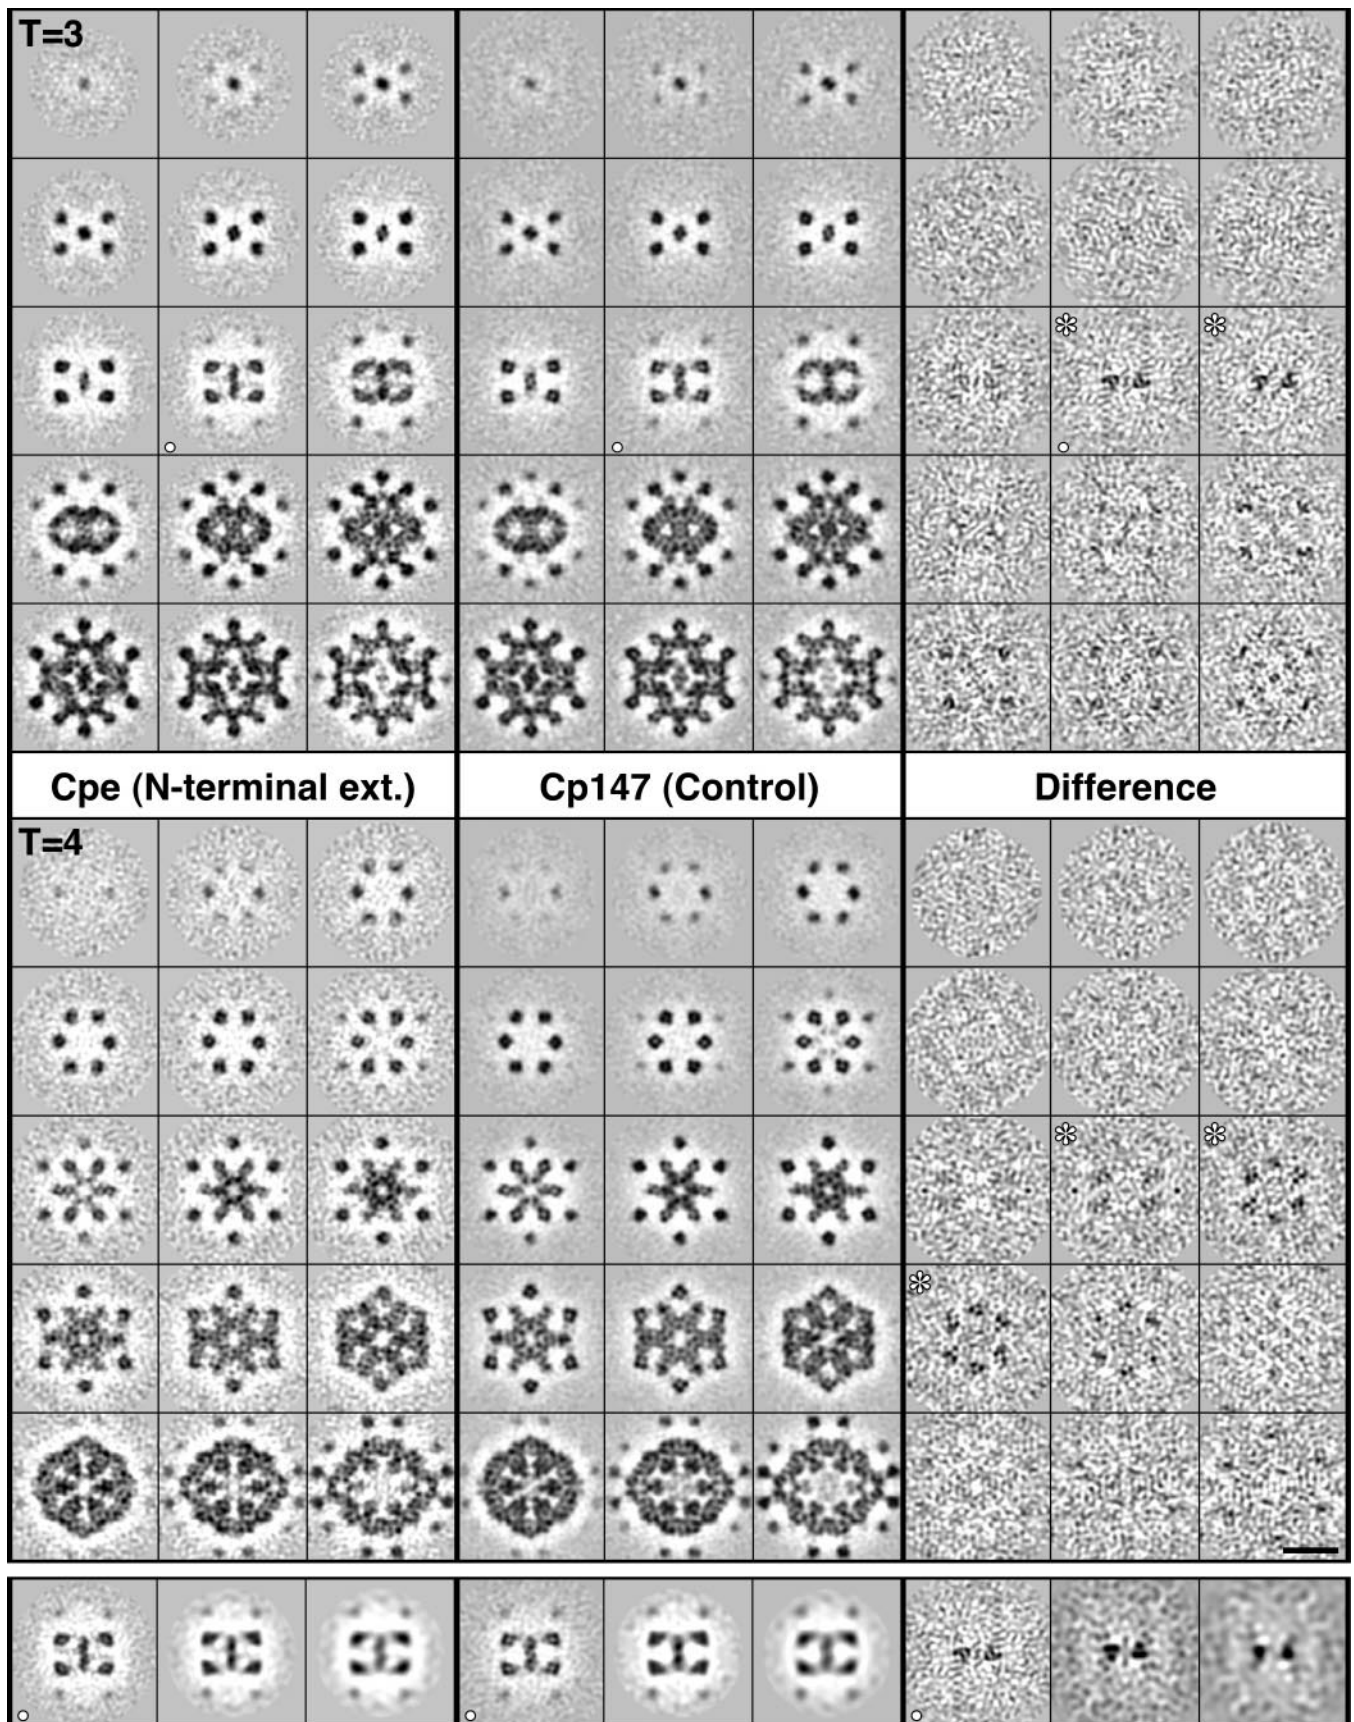 T=3
Cpe (N-terminal ext.)
Cp147 (Control)
Difference
T=4